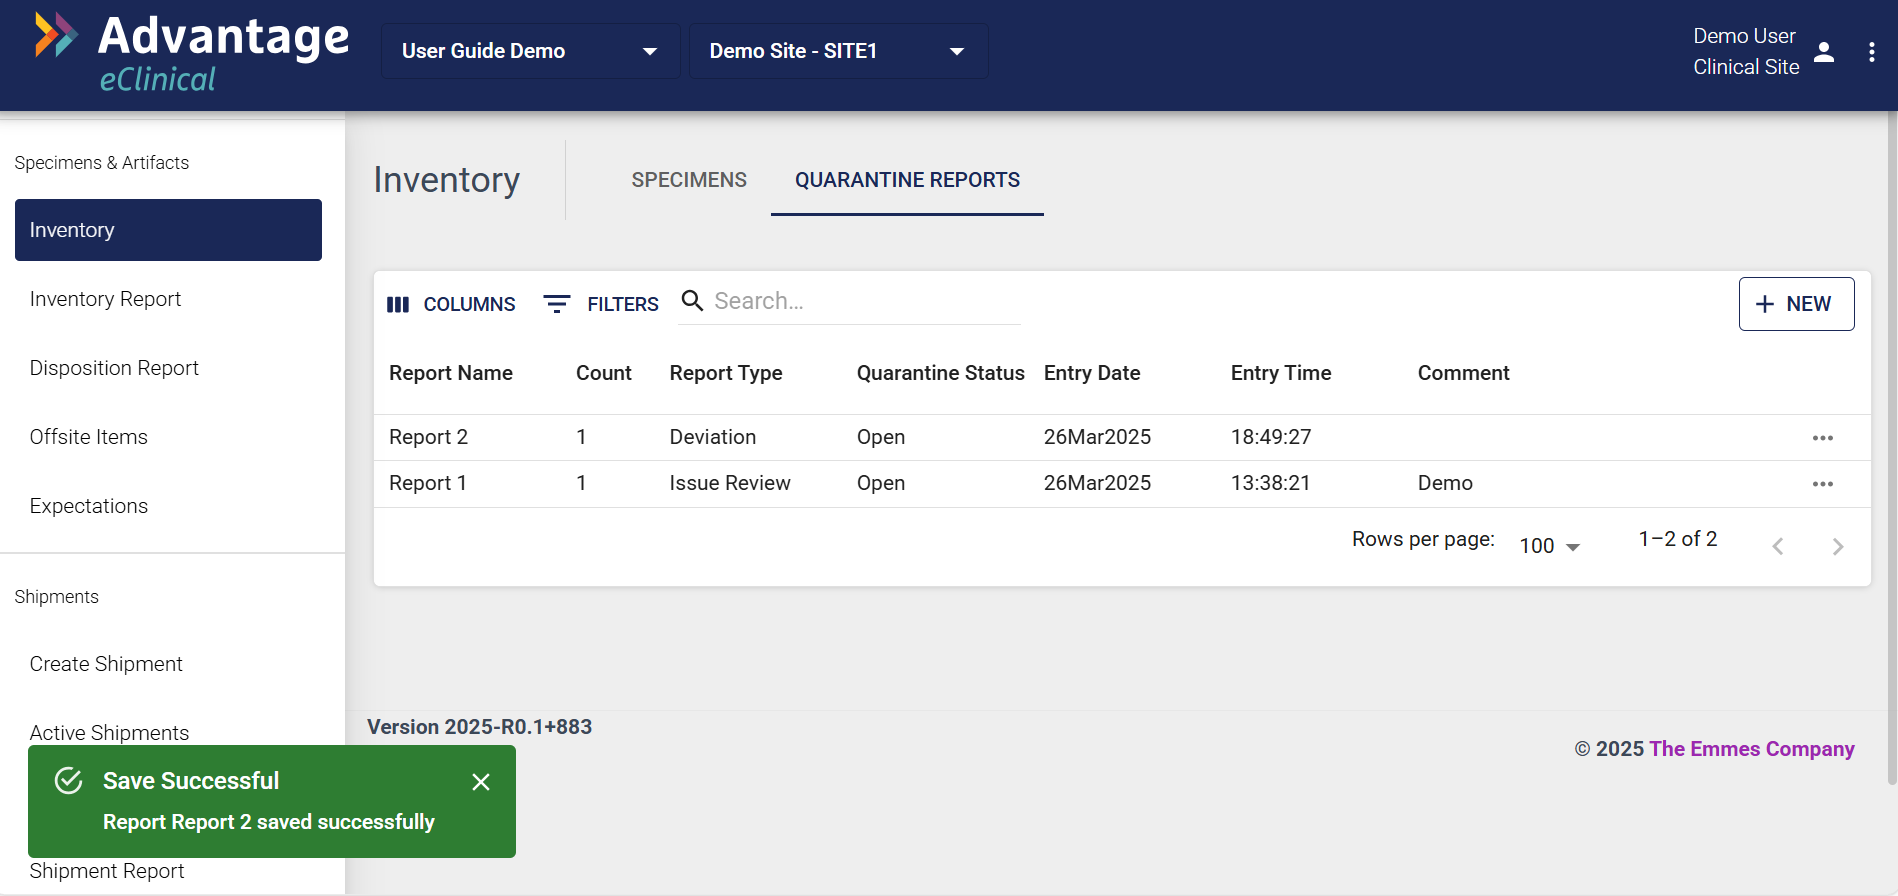 Advantage
eClinical
User Guide Demo
Demo Site - SITE1
Demo User
Clinical Site
Specimens & Artifacts
Inventory
Inventory Report
Disposition Report
Offsite Items
Expectations
Shipments
Create Shipment
Active Shipments
Shipment Report
Inventory
SPECIMENS
QUARANTINE REPORTS
COLUMNS
FILTERS
Search...
NEW
Report Name Count Report Type Quarantine Status Entry Date Entry Time Comment
Report 2 1 Deviation Open 26Mar2025 18:49:27
Report 1 1 Issue Review Open 26Mar2025 13:38:21 Demo
Rows per page: 100 1–2 of 2
Version 2025-R0.1+883
© 2025 The Emmes Company
Save Successful
Report Report 2 saved successfully